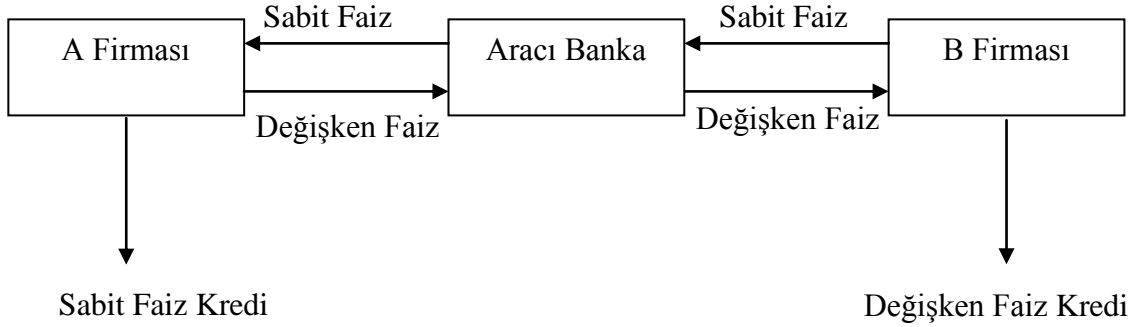 Sabit Faiz
Sabit Faiz
A Firması
Aracı Banka
B Firması
Değişken Faiz
Değişken Faiz
Sabit Faiz Kredi
Değişken Faiz Kredi